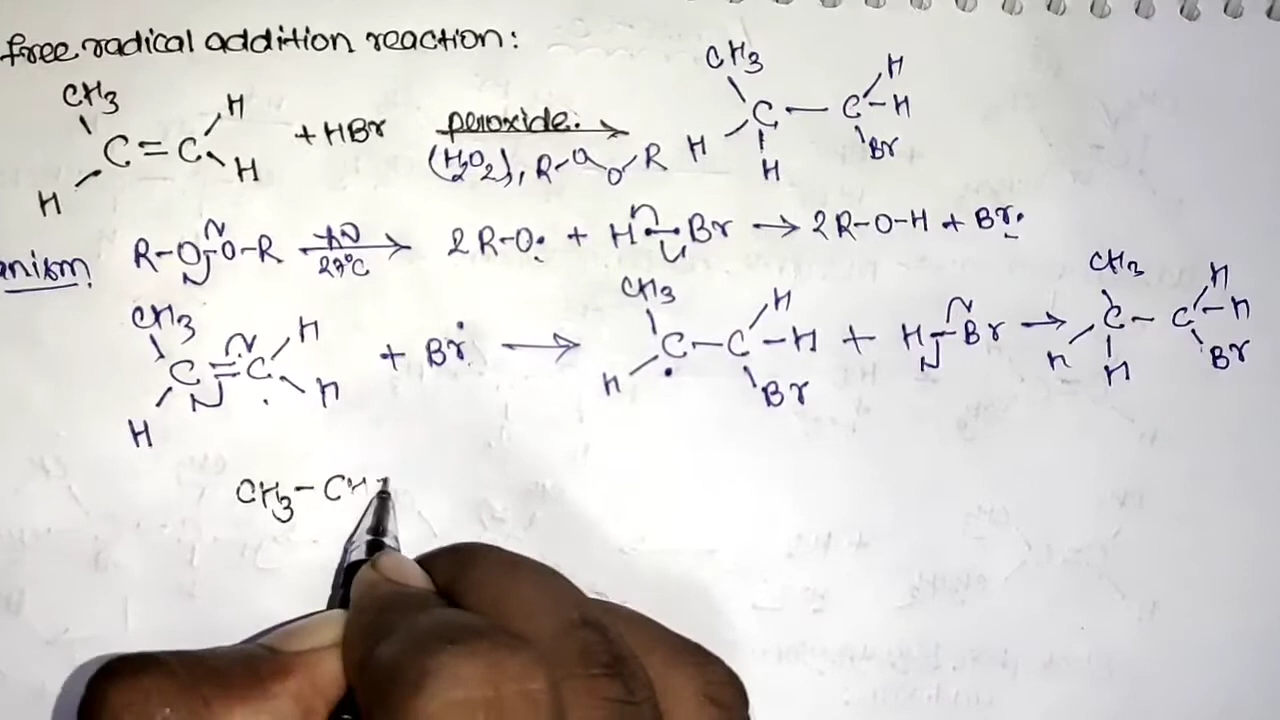 free radical addition reaction:
CH3 H CH3 H
C=C + HBr peroxide. C — C-H
H H (H2O2), R-O-O-R H H Br
anism R-O-O-R hν 27°C 2R-O• + H-Br → 2R-O-H + Br•
CH3 H CH3 H CH3 H
C=C + Br• → C-C-H + H-Br → C-C-H
H H H • Br H H Br
CH3-CH